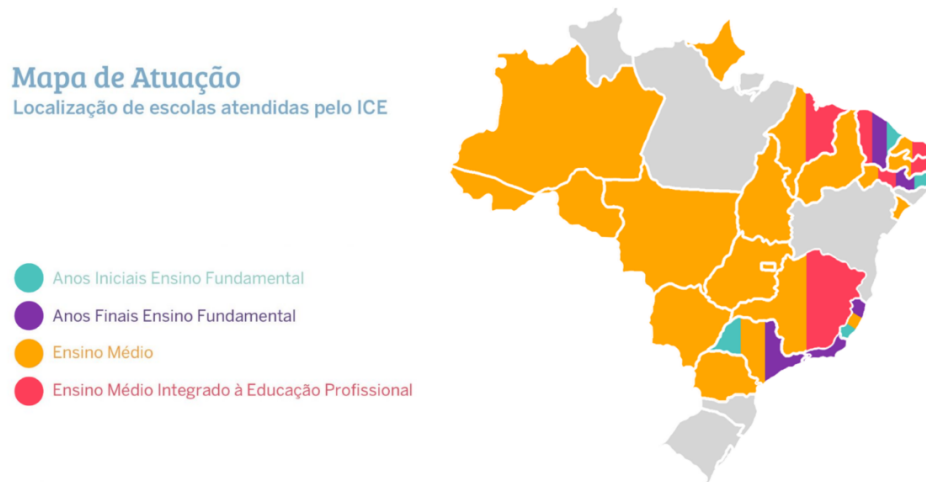 Mapa de Atuação
Localização de escolas atendidas pelo ICE
Anos Iniciais Ensino Fundamental
Anos Finais Ensino Fundamental
Ensino Médio
Ensino Médio Integrado à Educação Profissional